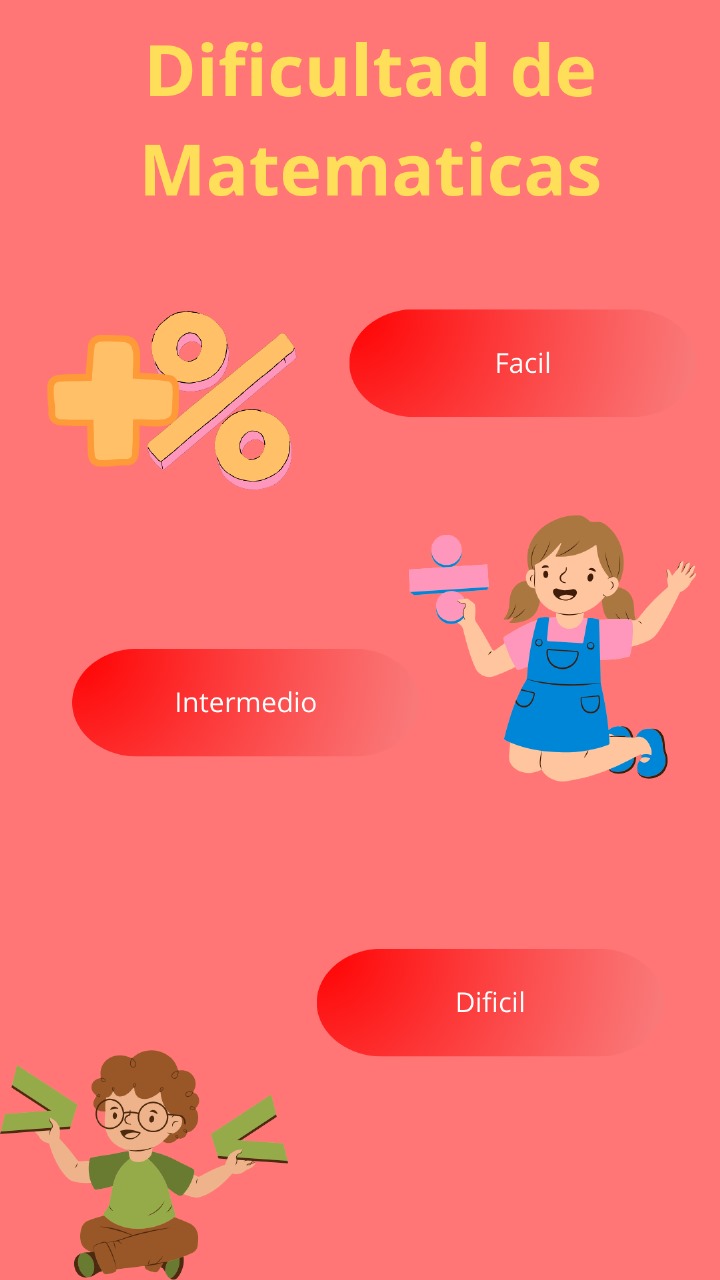 Dificultad de
Matematicas
Facil
Intermedio
Dificil